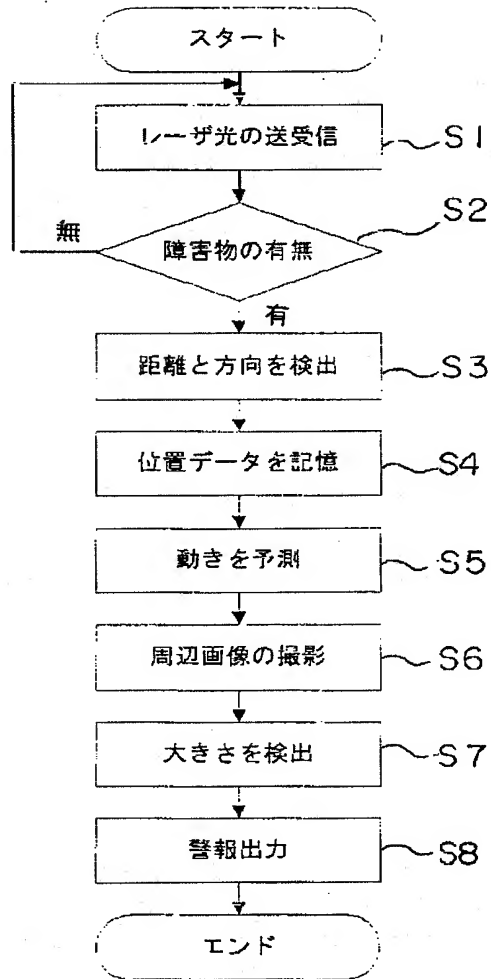 スタート
レーザ光の送受信
S1
障害物の有無
S2
無
有
距離と方向を検出
S3
位置データを記憶
S4
動きを予測
S5
周辺画像の撮影
S6
大きさを検出
S7
警報出力
S8
エンド